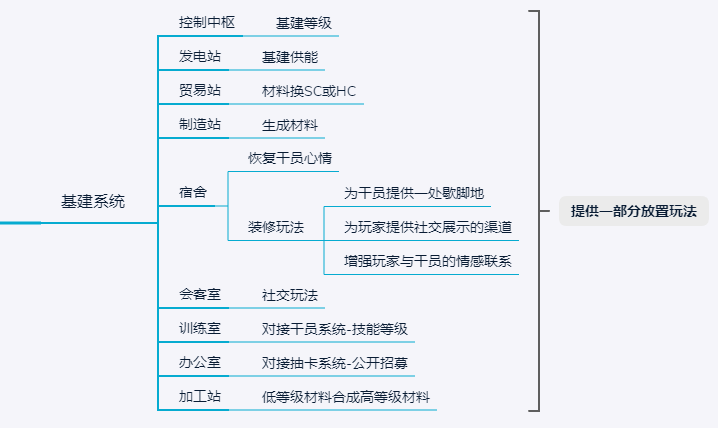 控制中枢
基建等级
发电站
基建供能
贸易站
材料换SC或HC
制造站
生成材料
恢复干员心情
宿舍
为干员提供一处歇脚地
基建系统
提供一部分放置玩法
装修玩法
为玩家提供社交展示的渠道
增强玩家与干员的情感联系
会客室
社交玩法
训练室
对接干员系统-技能等级
办公室
对接抽卡系统-公开招募
加工站
低等级材料合成高等级材料